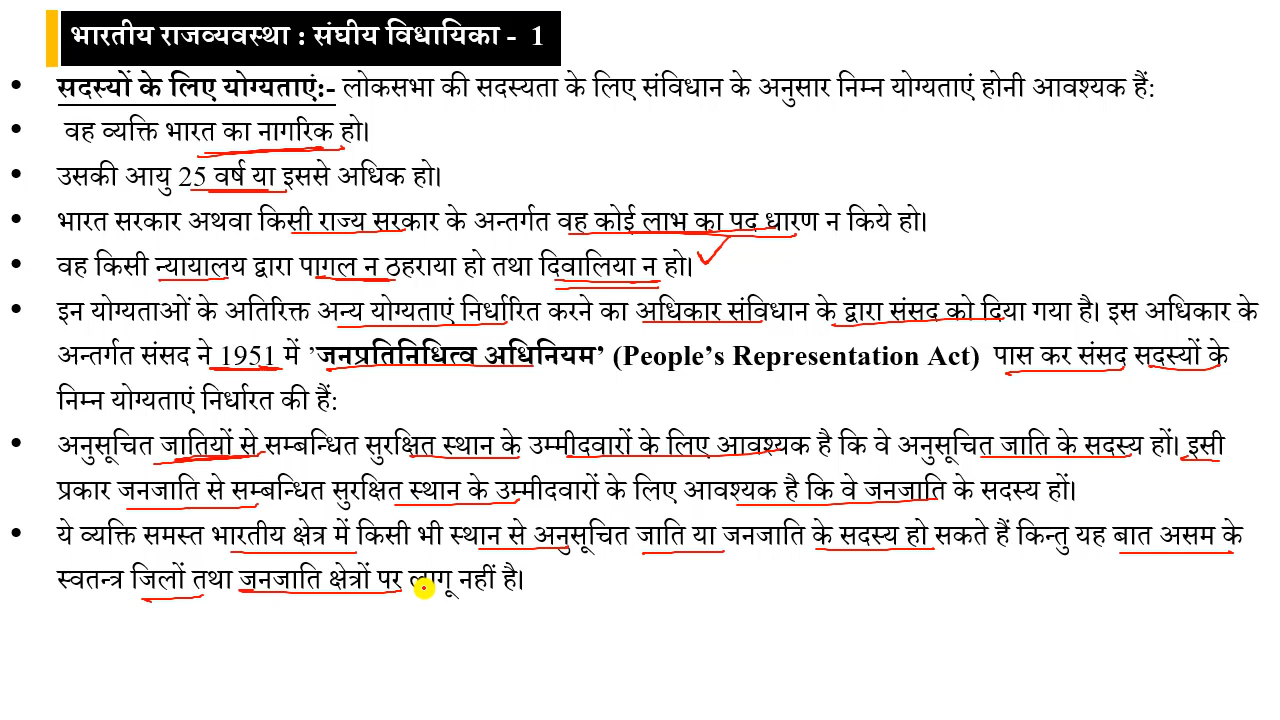 भारतीय राजव्यवस्था : संघीय विधायिका - 1
• सदस्यों के लिए योग्यताएं:- लोकसभा की सदस्यता के लिए संविधान के अनुसार निम्न योग्यताएं होनी आवश्यक हैं:
• वह व्यक्ति भारत का नागरिक हो।
• उसकी आयु 25 वर्ष या इससे अधिक हो।
• भारत सरकार अथवा किसी राज्य सरकार के अन्तर्गत वह कोई लाभ का पद धारण न किये हो।
• वह किसी न्यायालय द्वारा पागल न ठहराया हो तथा दिवालिया न हो।
• इन योग्यताओं के अतिरिक्त अन्य योग्यताएं निर्धारित करने का अधिकार संविधान के द्वारा संसद को दिया गया है। इस अधिकार के
अन्तर्गत संसद ने 1951 में ’जनप्रतिनिधित्व अधिनियम’ (People’s Representation Act) पास कर संसद सदस्यों के
निम्न योग्यताएं निर्धारत की हैं:
• अनुसूचित जातियों से सम्बन्धित सुरक्षित स्थान के उम्मीदवारों के लिए आवश्यक है कि वे अनुसूचित जाति के सदस्य हों। इसी
प्रकार जनजाति से सम्बन्धित सुरक्षित स्थान के उम्मीदवारों के लिए आवश्यक है कि वे जनजाति के सदस्य हों।
• ये व्यक्ति समस्त भारतीय क्षेत्र में किसी भी स्थान से अनुसूचित जाति या जनजाति के सदस्य हो सकते हैं किन्तु यह बात असम के
स्वतन्त्र जिलों तथा जनजाति क्षेत्रों पर लागू नहीं है।